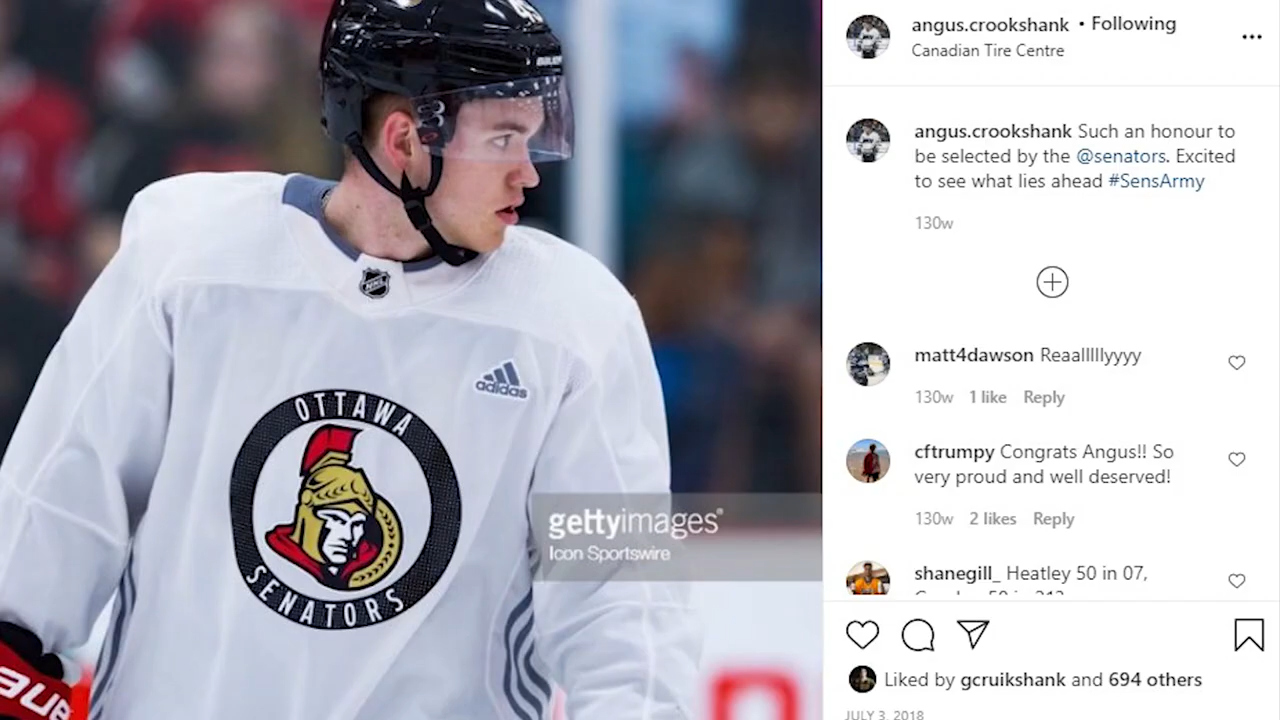 angus.crookshank • Following
Canadian Tire Centre
angus.crookshank Such an honour to
be selected by the @senators. Excited
to see what lies ahead #SensArmy
130w
matt4dawson Reaalllllyyyy
130w 1 like Reply
cftrumpy Congrats Angus!! So
very proud and well deserved!
130w 2 likes Reply
shanegill_ Heatley 50 in 07,
Liked by gcruikshank and 694 others
JULY 3, 2018
NHL
adidas
OTTAWA
SENATORS
gettyimages®
Icon Sportswire